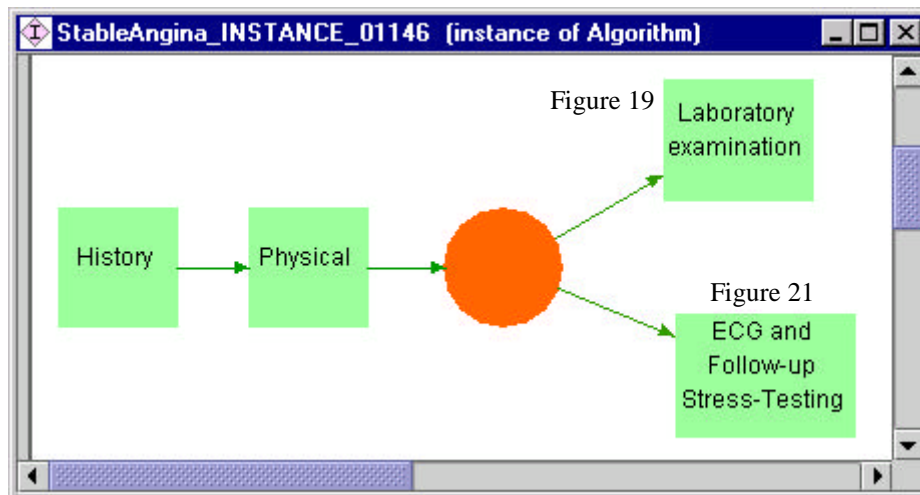 StableAngina_INSTANCE_01146 (instance of Algorithm)
Figure 19
Laboratory
examination
History
Physical
Figure 21
ECG and
Follow-up
Stress-Testing